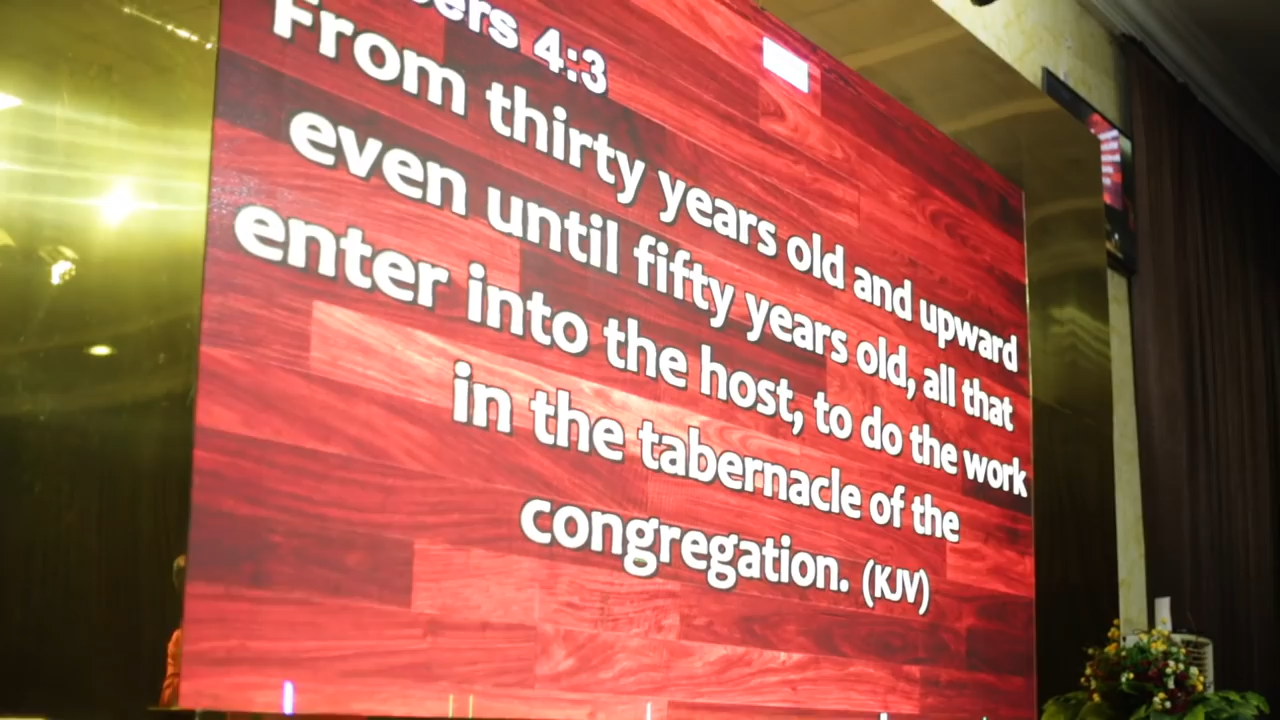 4:3
From thirty years old and upward
even until fifty years old, all that
enter into the host, to do the work
in the tabernacle of the
congregation. (KJV)